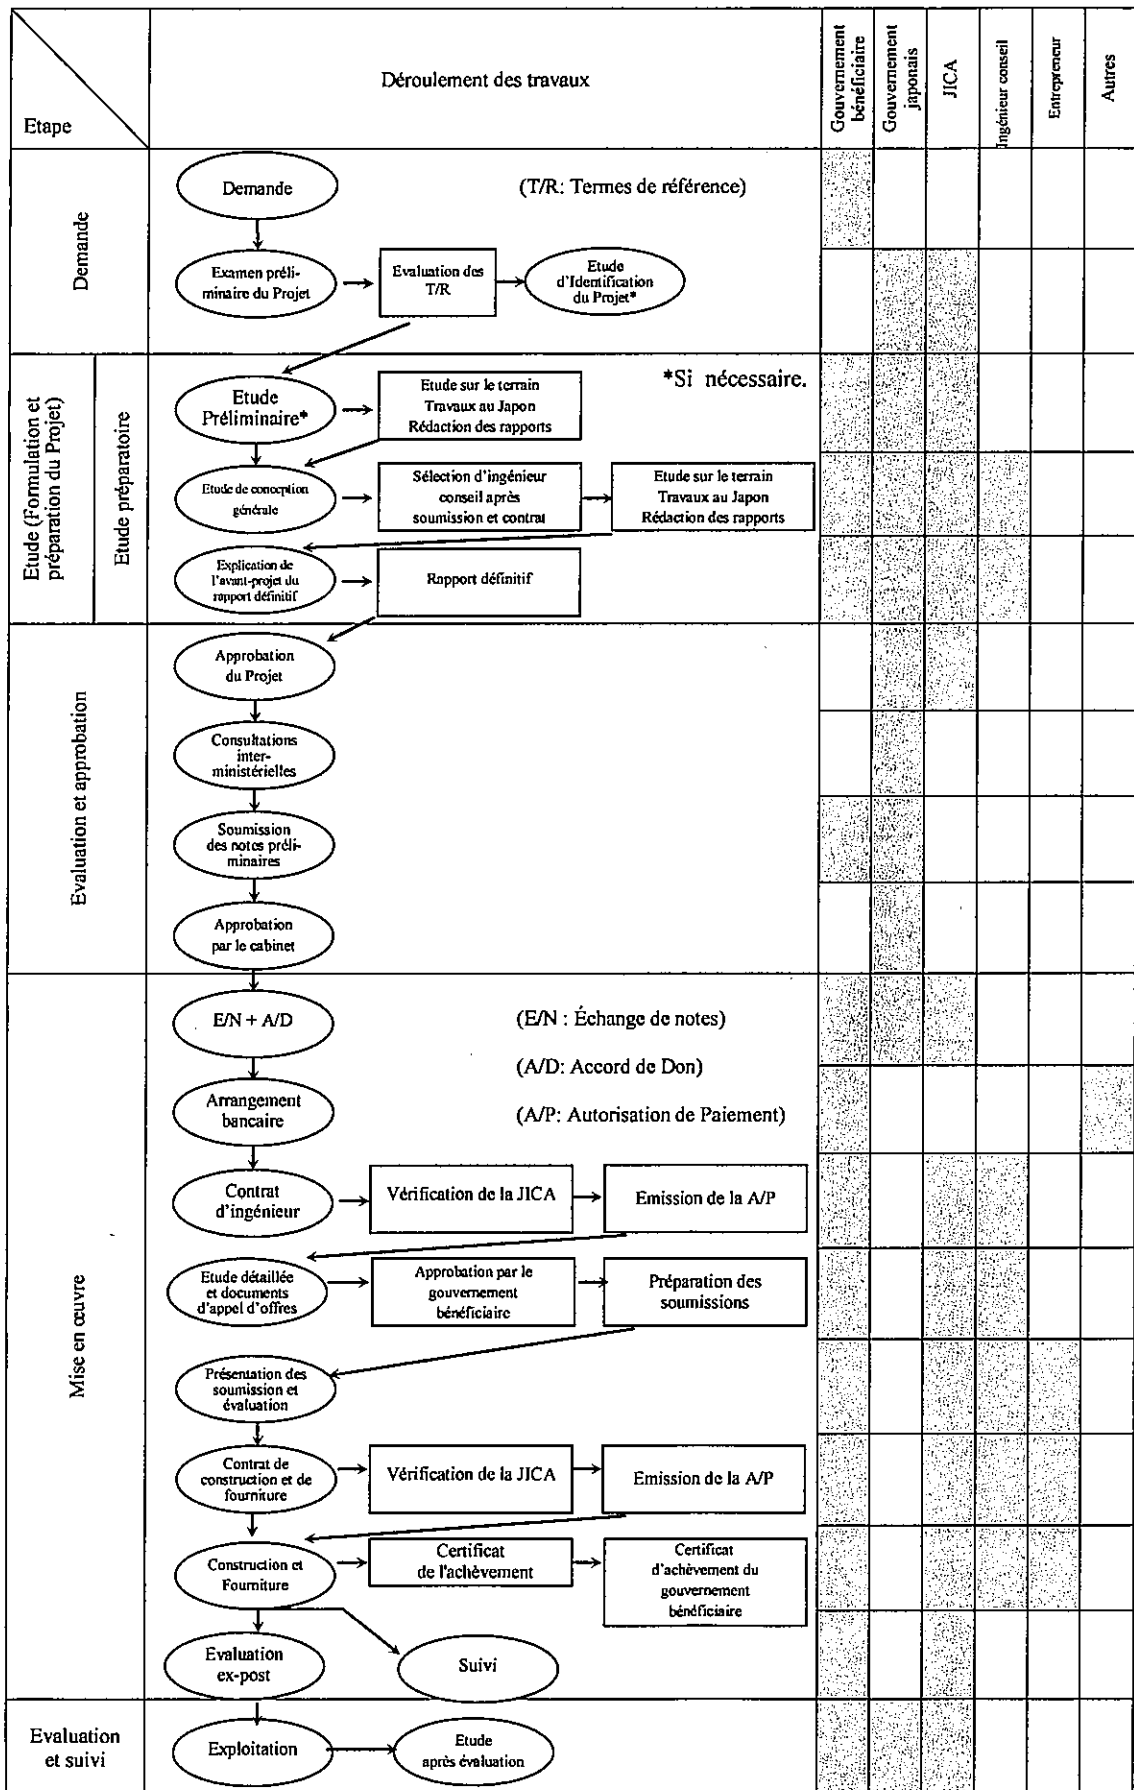 Etape
Déroulement des travaux
Gouvernement
bénéficiaire
Gouvernement
japonais
JICA
Ingénieur conseil
Entrepreneur
Autres
Demande
Demande
(T/R: Termes de référence)
Examen préli-
minaire du Projet
Evaluation des
T/R
Etude
d'Identification
du Projet*
Etude (Formulation et
préparation du Projet)
Etude préparatoire
*Si nécessaire.
Etude
Préliminaire*
Etude sur le terrain
Travaux au Japon
Rédaction des rapports
Etude de conception
générale
Sélection d'ingénieur
conseil après
soumission et contrat
Etude sur le terrain
Travaux au Japon
Rédaction des rapports
Explication de
l'avant-projet du
rapport définitif
Rapport définitif
Evaluation et approbation
Approbation
du Projet
Consultations
inter-
ministérielles
Soumission
des notes préli-
minaires
Approbation
par le cabinet
Mise en œuvre
E/N + A/D
(E/N : Échange de notes)
(A/D: Accord de Don)
(A/P: Autorisation de Paiement)
Arrangement
bancaire
Contrat
d'ingénieur
Vérification de la JICA
Emission de la A/P
Etude détaillée
et documents
d'appel d'offres
Approbation par le
gouvernement
bénéficiaire
Préparation des
soumissions
Présentation des
soumission et
évaluation
Contrat de
construction et de
fourniture
Vérification de la JICA
Emission de la A/P
Construction et
Fourniture
Certificat
de l'achèvement
Certificat
d'achèvement du
gouvernement
bénéficiaire
Evaluation
ex-post
Suivi
Evaluation
et suivi
Exploitation
Etude
après évaluation